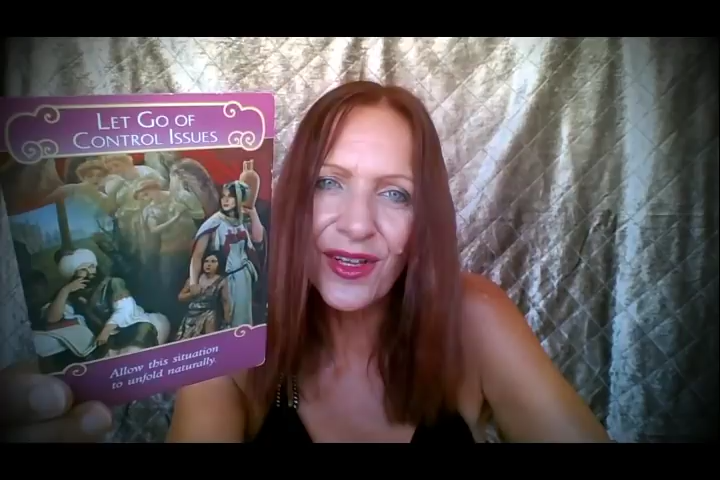 LET GO OF
CONTROL ISSUES
Allow this situation
to unfold naturally.